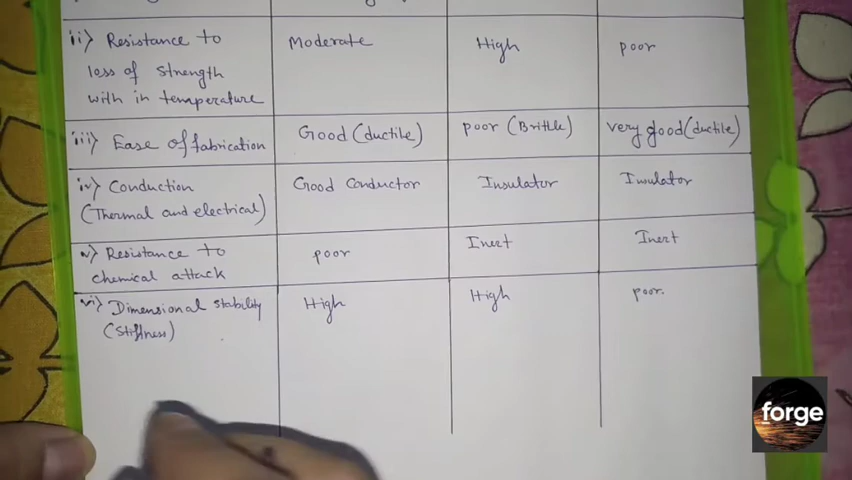 ii) Resistance to
loss of strength
with in temperature
Moderate
High
poor
iii) Ease of fabrication
Good (ductile)
poor (Brittle)
very good (ductile)
iv) Conduction
(Thermal and electrical)
Good Conductor
Insulator
Insulator
v) Resistance to
chemical attack
poor
Inert
Inert
vi) Dimensional stability
(Stiffness)
High
High
poor.
forge